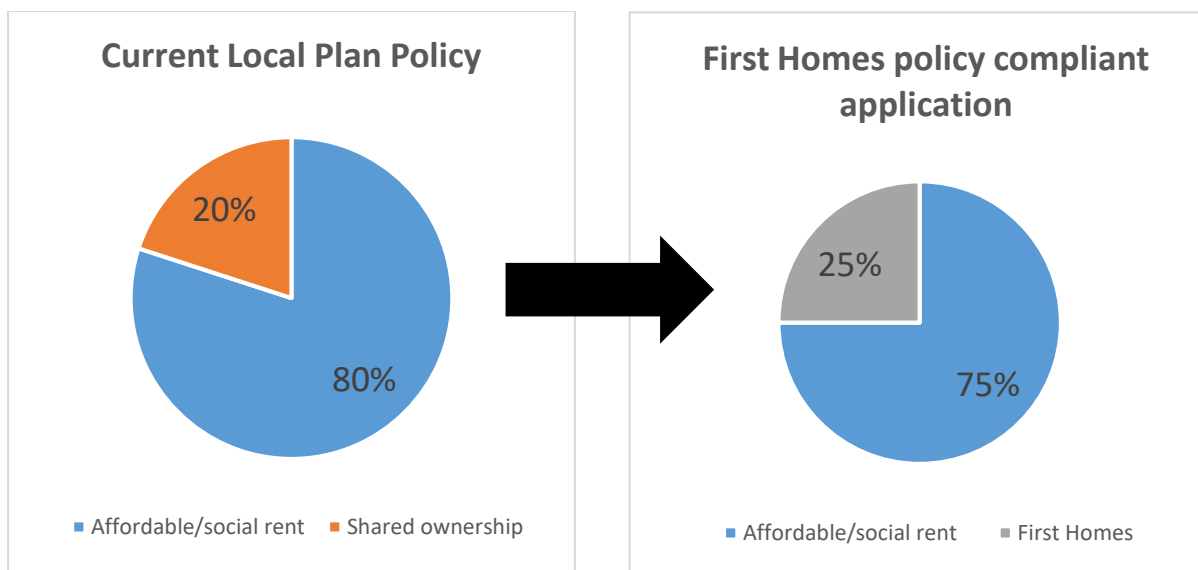 Current Local Plan Policy
20%
80%
Affordable/social rent Shared ownership
First Homes policy compliant
application
25%
75%
Affordable/social rent First Homes